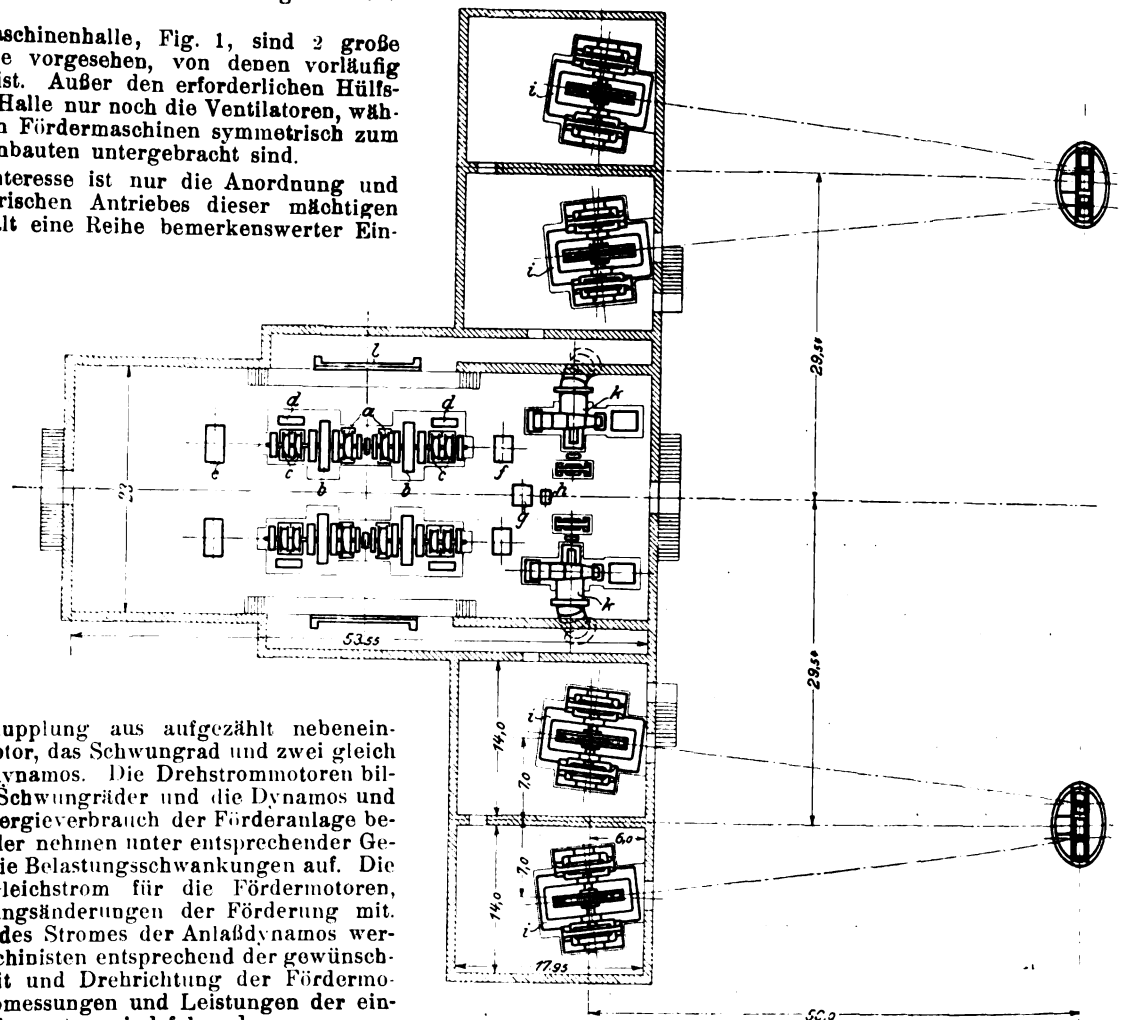 aschinenhalle, Fig. 1, sind 2 große
e vorgesehen, von denen vorläufig
ist. Außer den erforderlichen Hülfs-
Halle nur noch die Ventilatoren, wäh-
n Fördermaschinen symmetrisch zum
nbauten untergebracht sind.
nteresse ist nur die Anordnung und
rischen Antriebes dieser mächtigen
lt eine Reihe bemerkenswerter Ein-
i
i
29,50
l
k
d
a
d
e
c
b
b
c
f
g
h
k
53,55
29,50
upplung aus aufgezählt nebenein-
otor, das Schwungrad und zwei gleich
ynamos. Die Drehstrommotoren bil-
Schwungräder und die Dynamos und
ergieverbrauch der Förderanlage be-
der nehmen unter entsprechender Ge-
ie Belastungsschwankungen auf. Die
leichstrom für die Fördermotoren,
ngsänderungen der Förderung mit.
des Stromes der Anlaßdynamos wer-
chinisten entsprechend der gewünsch-
it und Drehrichtung der Fördermo-
omessungen und Leistungen der ein-
i
14,0
7,0
6,0
7,0
14,0
i
17,95
50,0